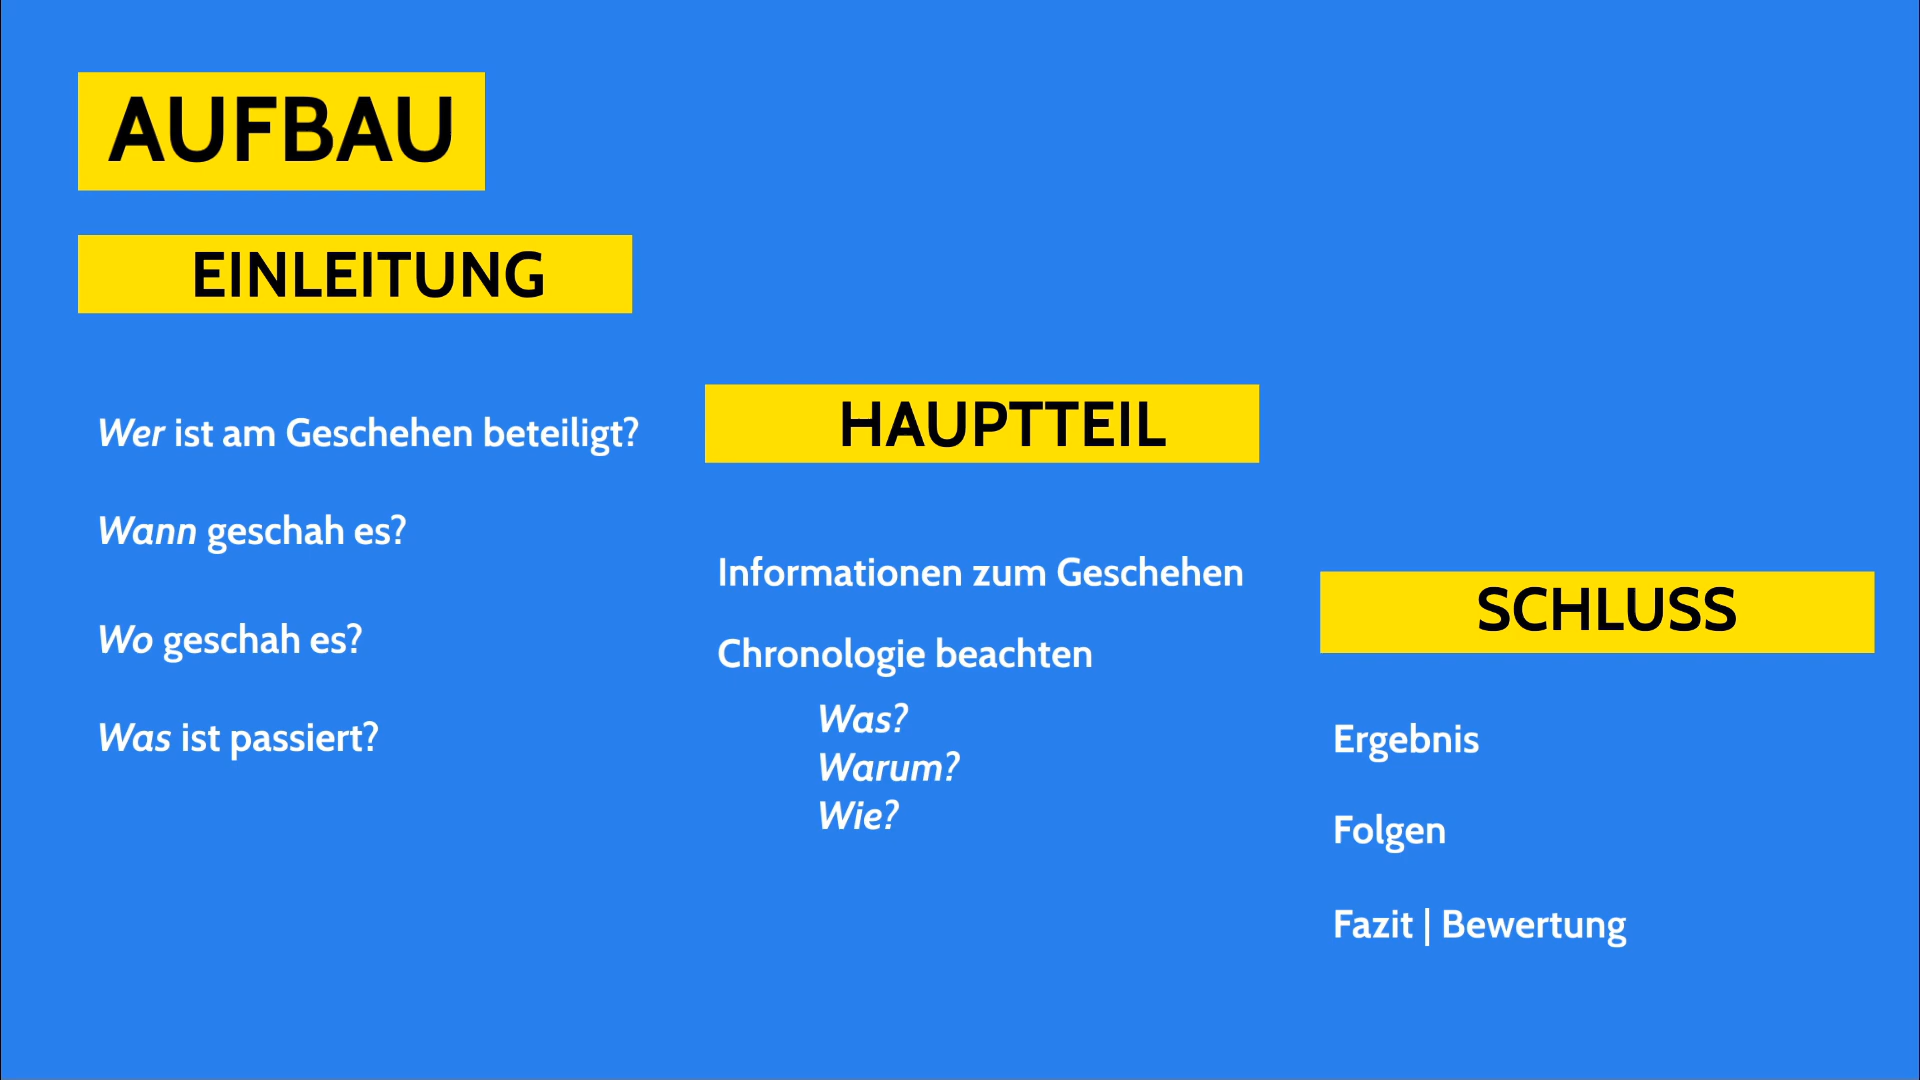 AUFBAU
EINLEITUNG
Wer ist am Geschehen beteiligt?
Wann geschah es?
Wo geschah es?
Was ist passiert?
HAUPTTEIL
Informationen zum Geschehen
Chronologie beachten
Was?
Warum?
Wie?
SCHLUSS
Ergebnis
Folgen
Fazit | Bewertung